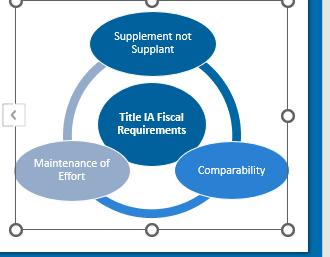 Supplement not
Supplant
Title IA Fiscal
Requirements
Maintenance of
Effort
Comparability